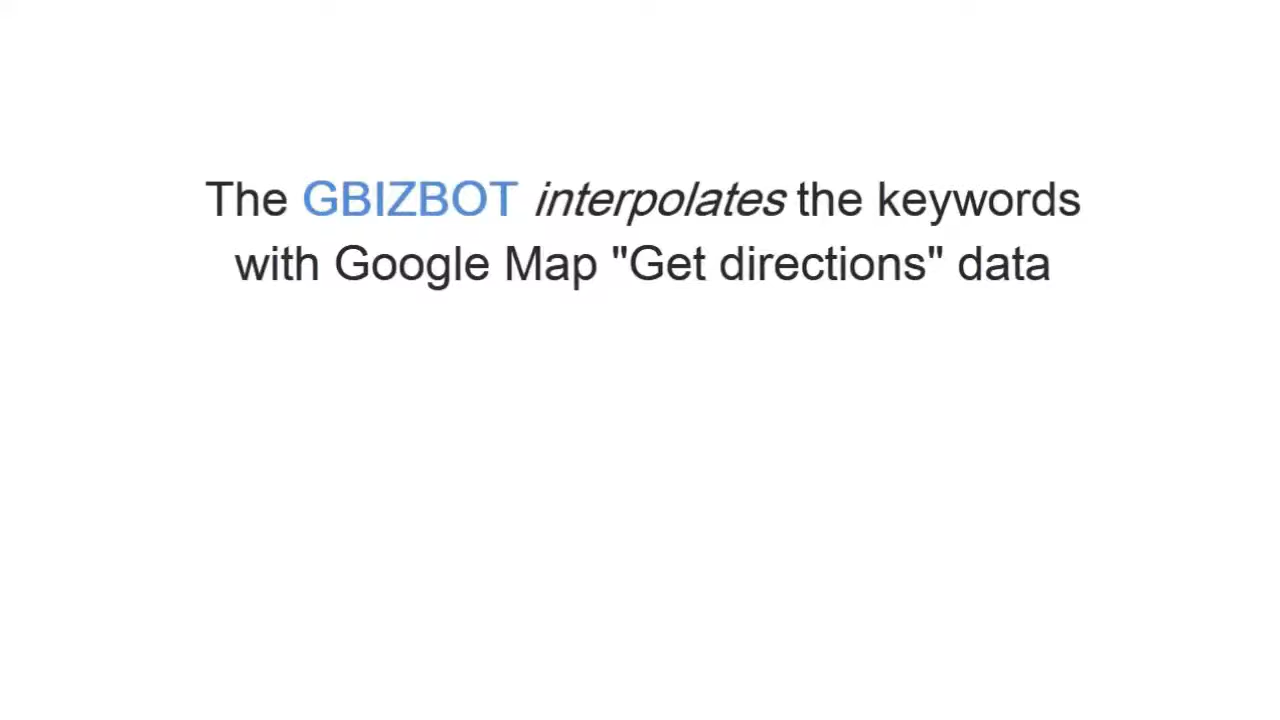 The GBIZBOT interpolates the keywords
with Google Map "Get directions" data